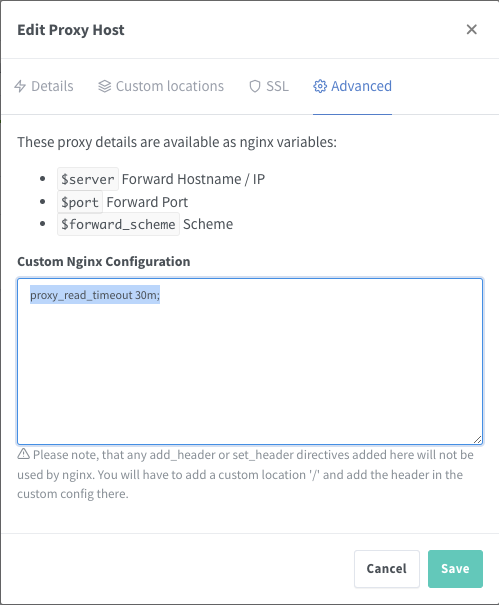 Edit Proxy Host
Details
Custom locations
SSL
Advanced
These proxy details are available as nginx variables:
• $server Forward Hostname / IP
• $port Forward Port
• $forward_scheme Scheme
Custom Nginx Configuration
proxy_read_timeout 30m;
Please note, that any add_header or set_header directives added here will not
be used by nginx. You will have to add a custom location '/' and add the header in the
custom config there.
Cancel
Save